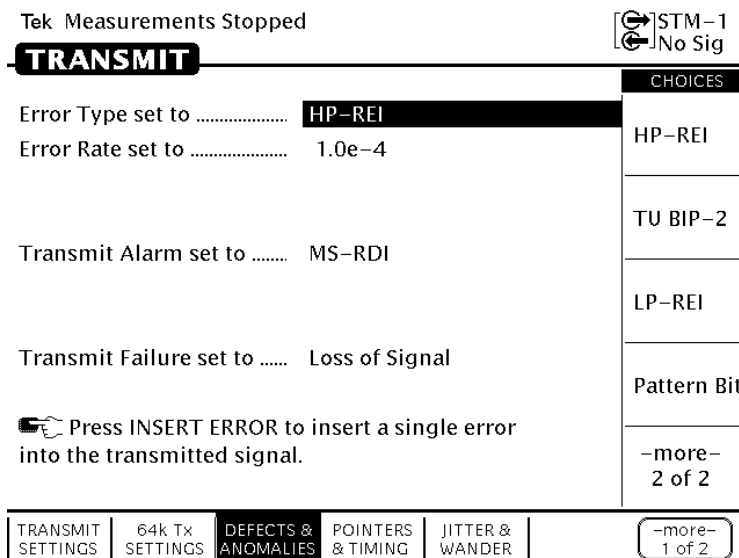 Tek Measurements Stopped
STM-1
No Sig
TRANSMIT
CHOICES
Error Type set to .................... HP-REI
Error Rate set to ..................... 1.0e-4
HP-REI
TU BIP-2
Transmit Alarm set to ........ MS-RDI
LP-REI
Transmit Failure set to ...... Loss of Signal
Pattern Bit
Press INSERT ERROR to insert a single error
into the transmitted signal.
-more-
2 of 2
TRANSMIT SETTINGS
64k Tx SETTINGS
DEFECTS & ANOMALIES
POINTERS & TIMING
JITTER & WANDER
-more-
1 of 2